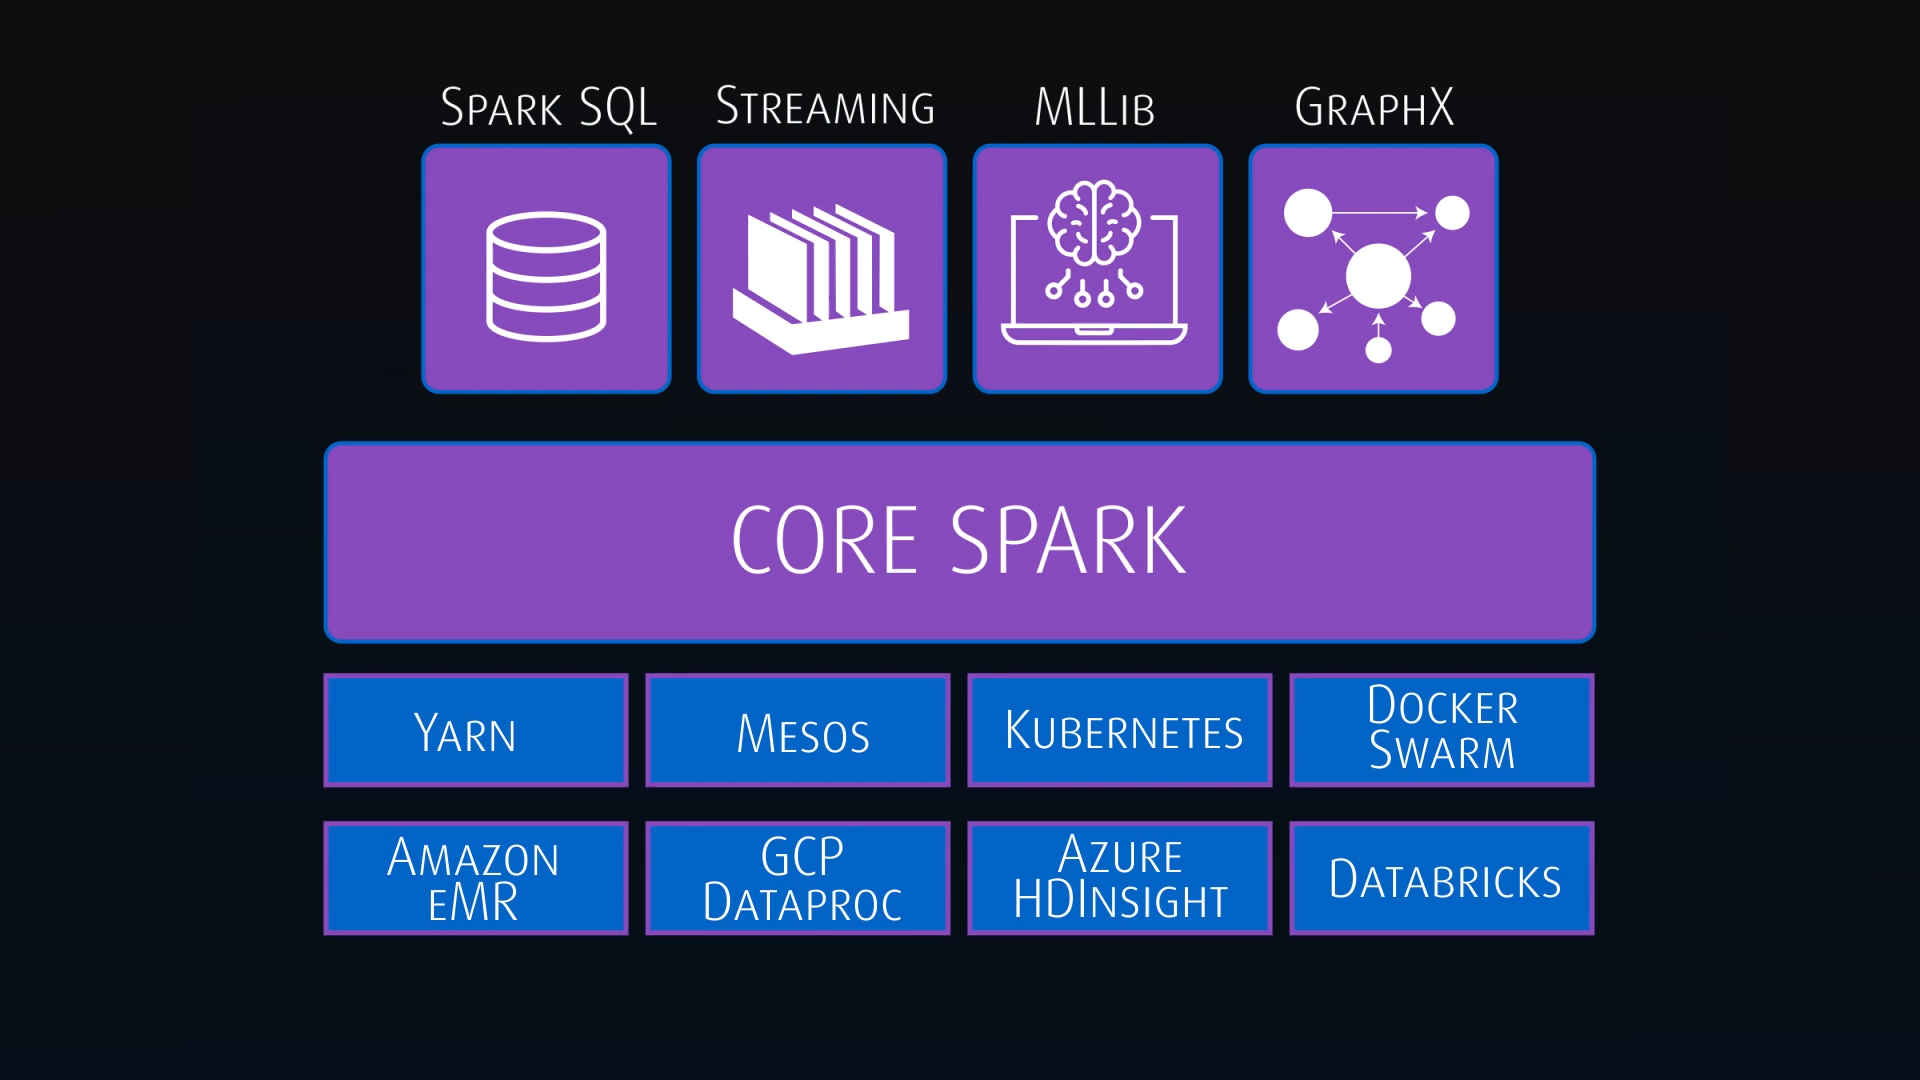 Spark SQL
Streaming
MLLib
GraphX
CORE SPARK
Yarn
Mesos
Kubernetes
Docker
Swarm
Amazon
eMR
GCP
Dataproc
Azure
HDInsight
Databricks